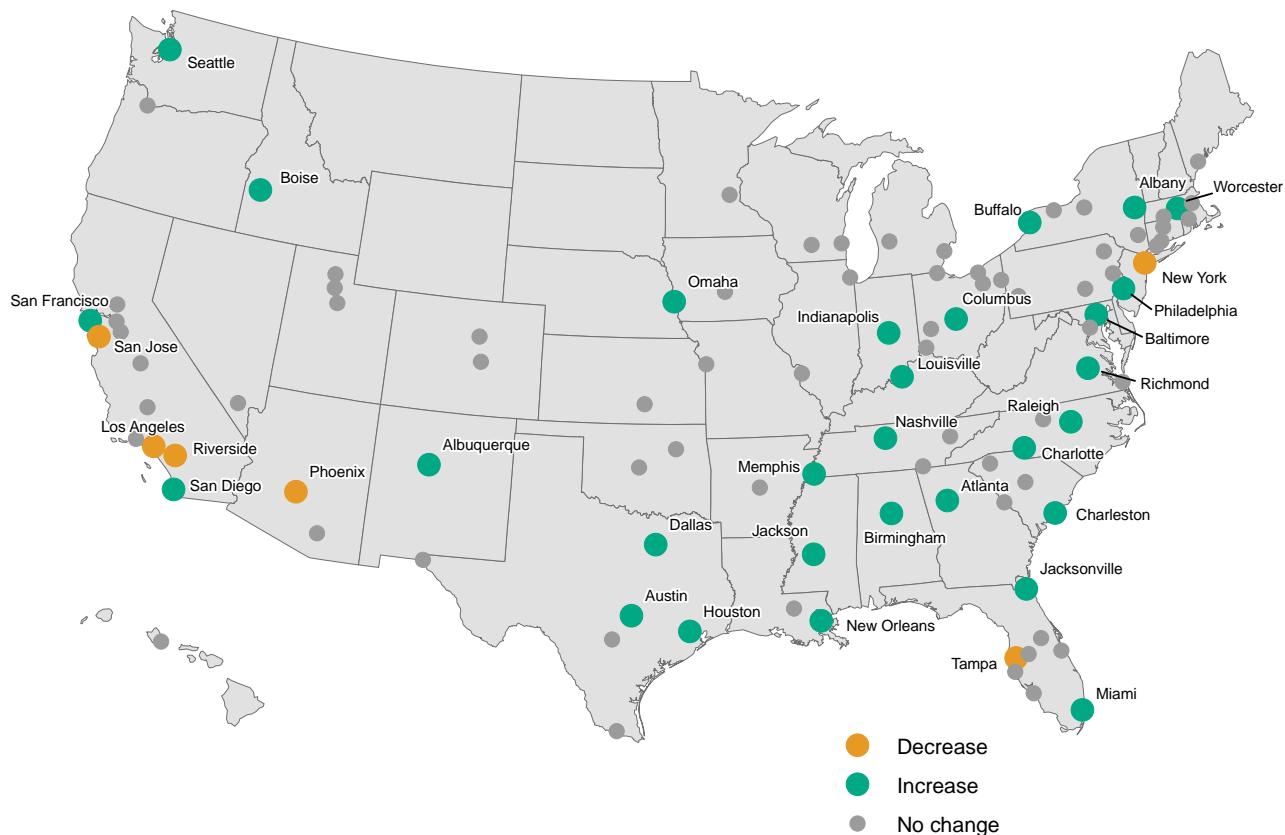 Seattle
Boise
Albany
Worcester
Buffalo
New York
Omaha
San Francisco
Columbus
Philadelphia
Indianapolis
Baltimore
San Jose
Louisville
Richmond
Raleigh
Nashville
Los Angeles
Riverside
Albuquerque
Charlotte
Phoenix
Memphis
San Diego
Atlanta
Charleston
Dallas
Jackson
Birmingham
Jacksonville
Austin
Houston
New Orleans
Tampa
Miami
Decrease
Increase
No change